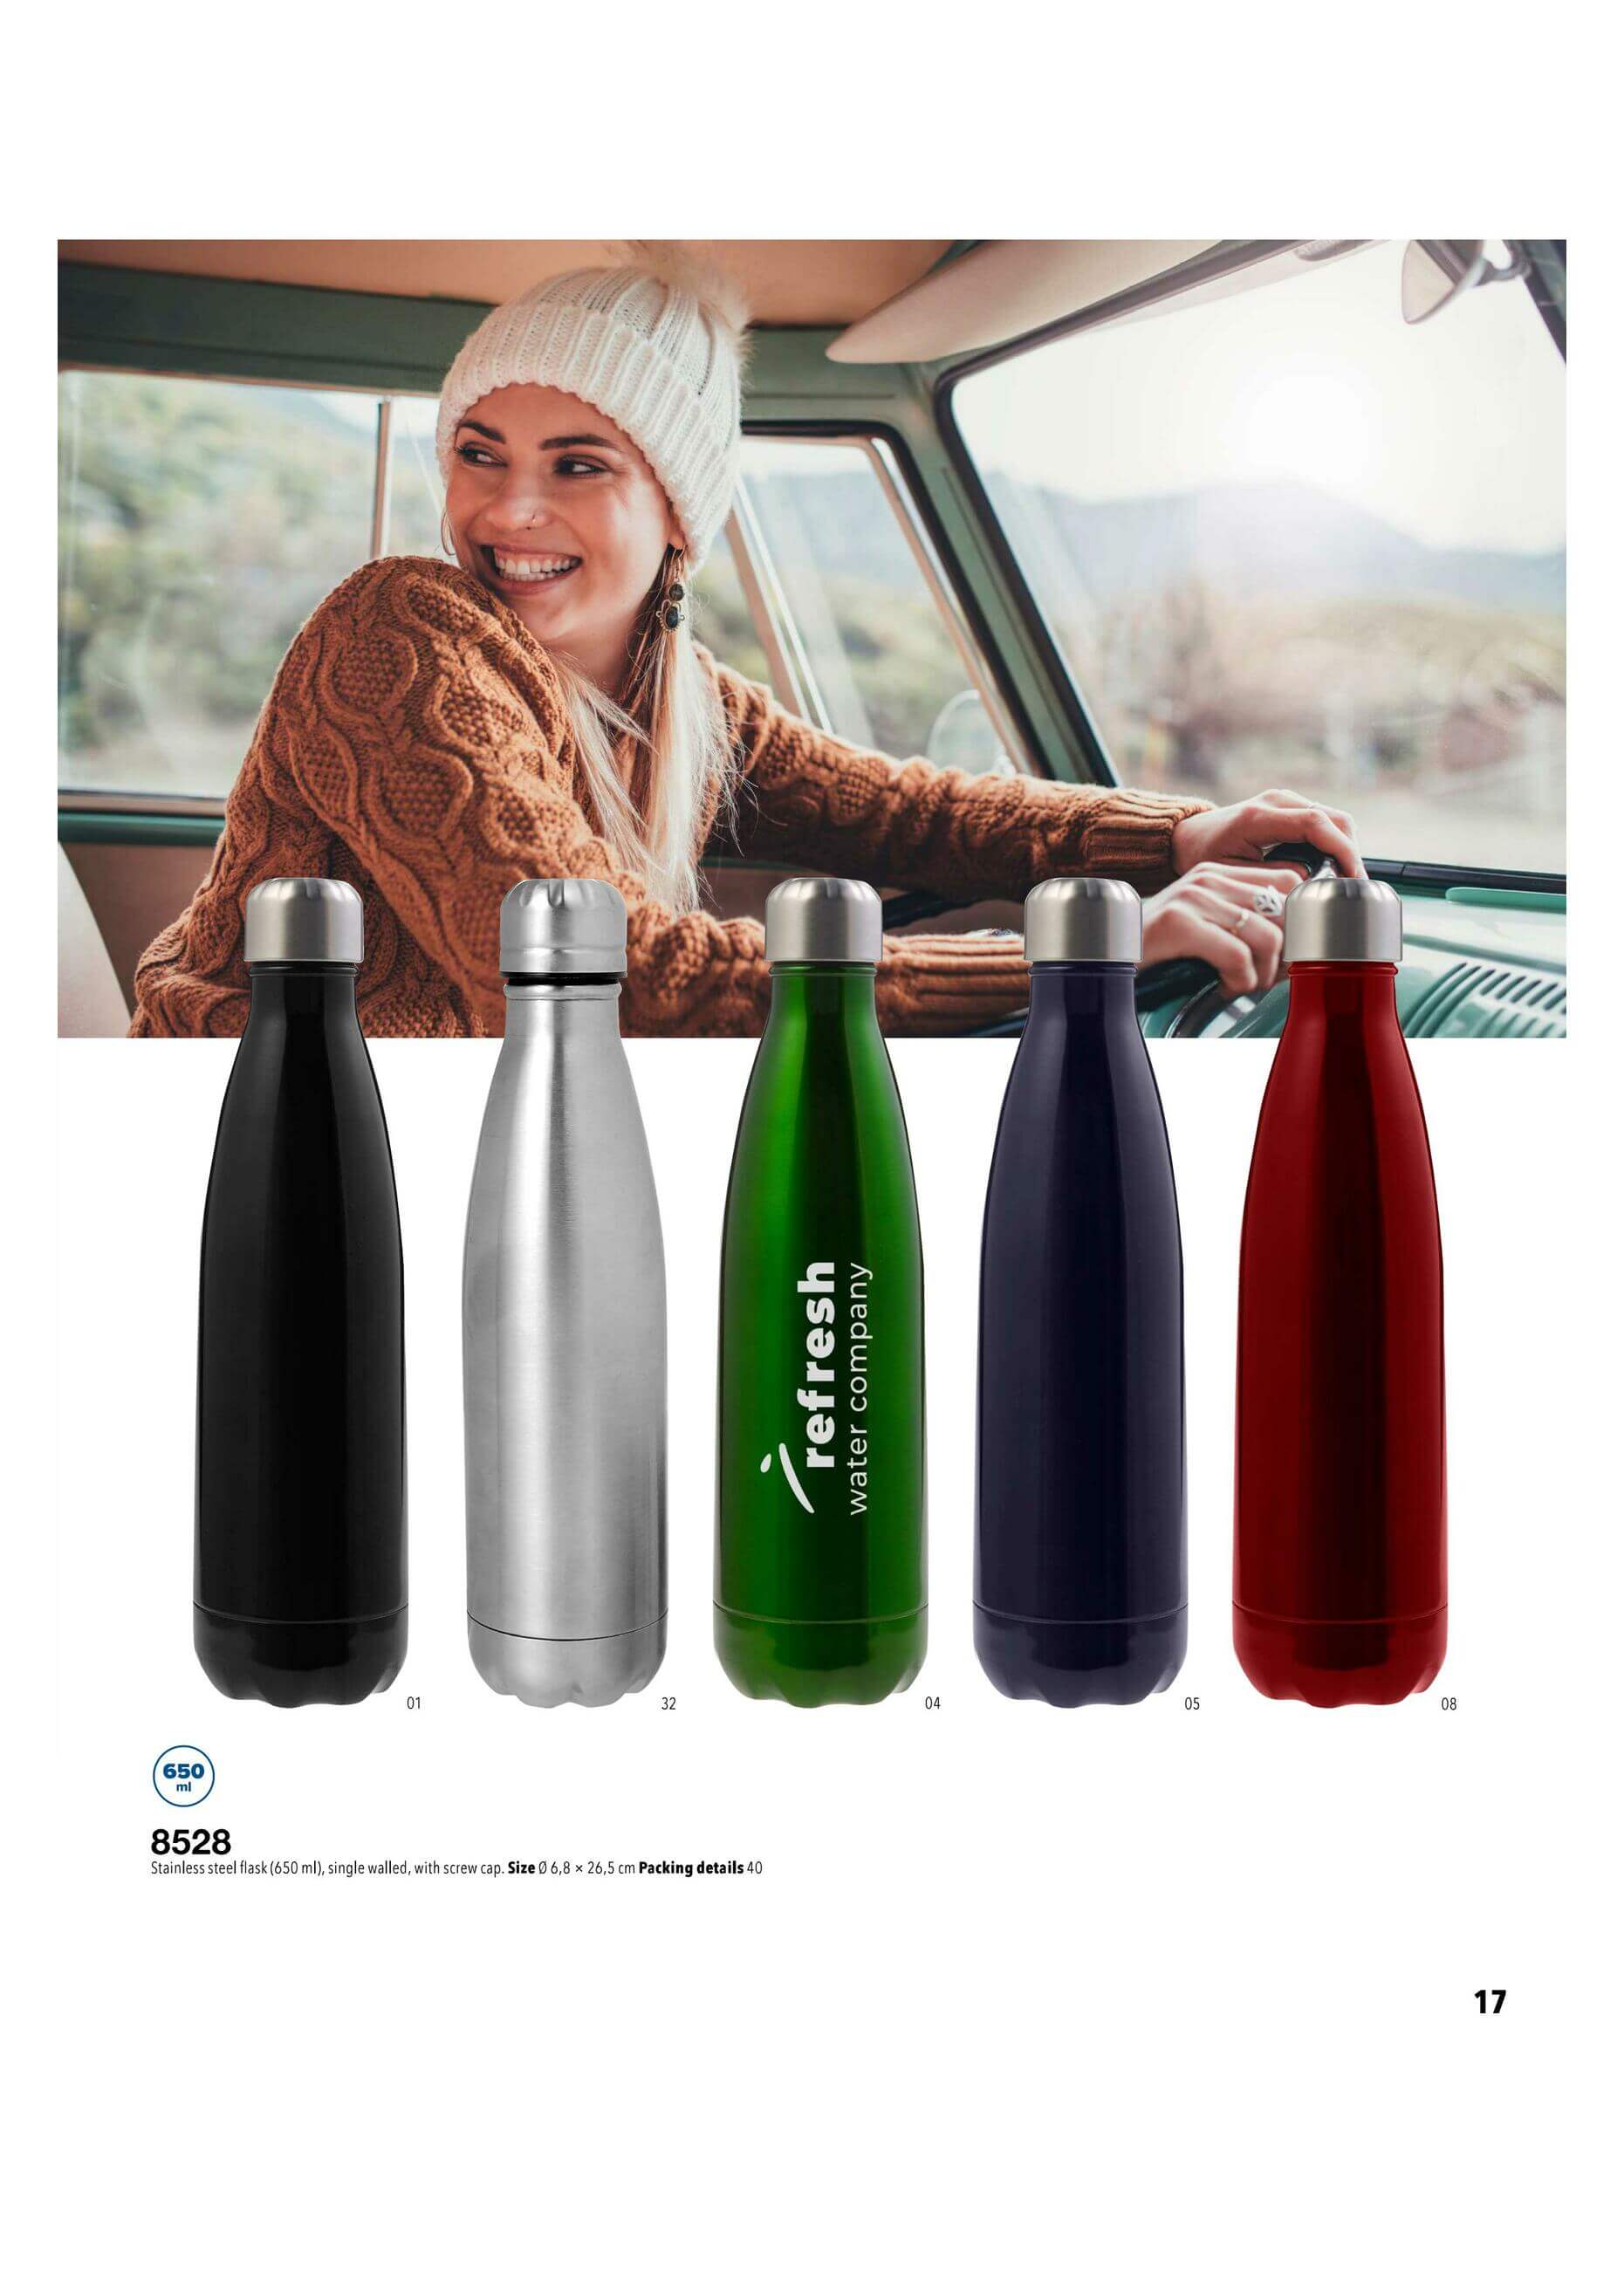 refresh
water company
01
32
04
05
08
650
ml
8528
Stainless steel flask (650 ml), single walled, with screw cap. Size Ø 6,8 × 26,5 cm Packing details 40
17